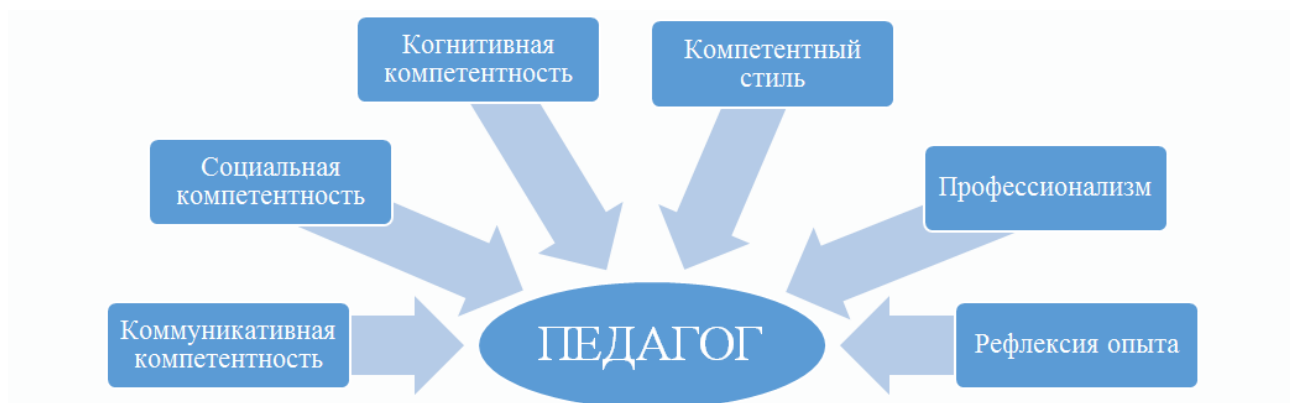 Когнитивная
компетентность
Компетентный
стиль
Социальная
компетентность
Профессионализм
Коммуникативная
компетентность
ПЕДАГОГ
Рефлексия опыта